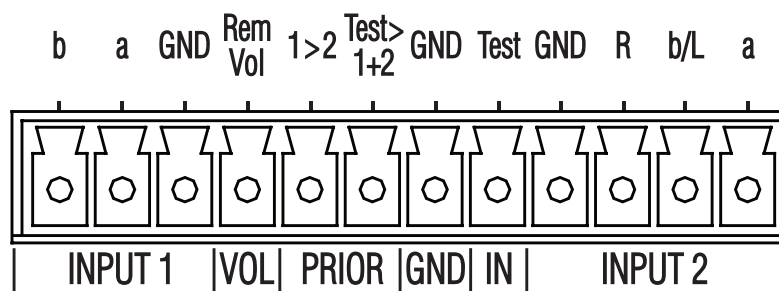 b a GND Rem Vol 1>2 Test> 1+2 GND Test GND R b/L a
INPUT 1 VOL PRIOR GND IN INPUT 2